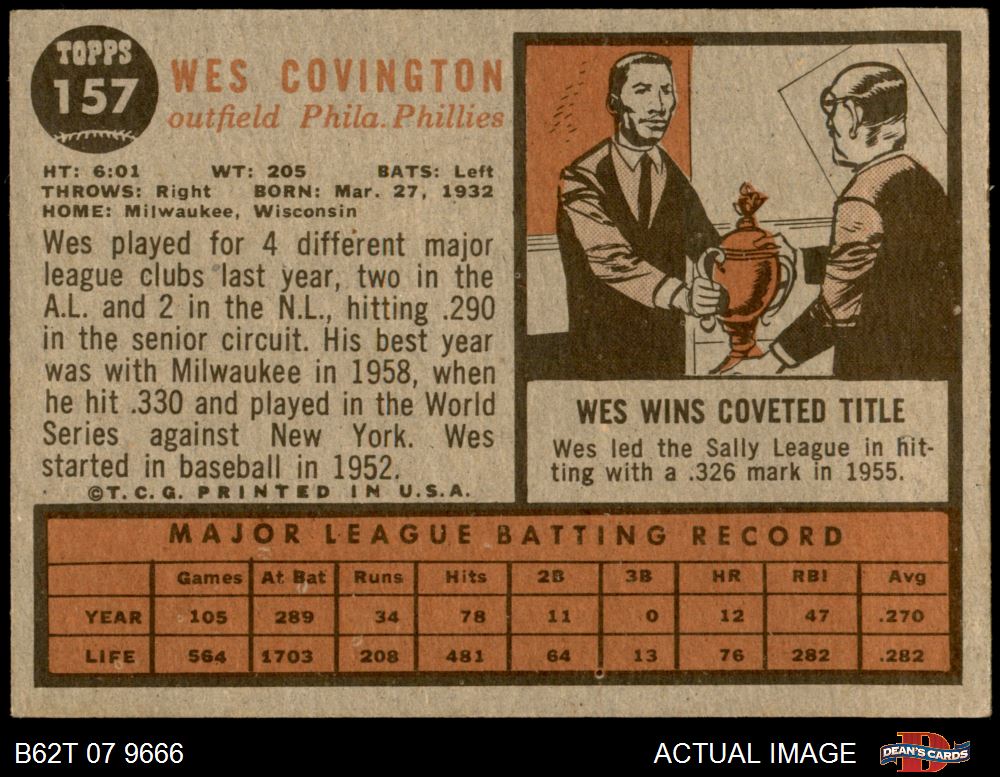 TOPPS
157
WES COVINGTON
outfield Phila. Phillies
HT: 6:01 WT: 205 BATS: Left
THROWS: Right BORN: Mar. 27, 1932
HOME: Milwaukee, Wisconsin
Wes played for 4 different major
league clubs last year, two in the
A.L. and 2 in the N.L., hitting .290
in the senior circuit. His best year
was with Milwaukee in 1958, when
he hit .330 and played in the World
Series against New York. Wes
started in baseball in 1952.
©T.C.G. PRINTED IN U.S.A.
WES WINS COVETED TITLE
Wes led the Sally League in hit-
ting with a .326 mark in 1955.
MAJOR LEAGUE BATTING RECORD
Games At Bat Runs Hits 2B 3B HR RBI Avg
YEAR 105 289 34 78 11 0 12 47 .270
LIFE 564 1703 208 481 64 13 76 282 .282
B62T 07 9666
ACTUAL IMAGE
DEAN'S CARDS